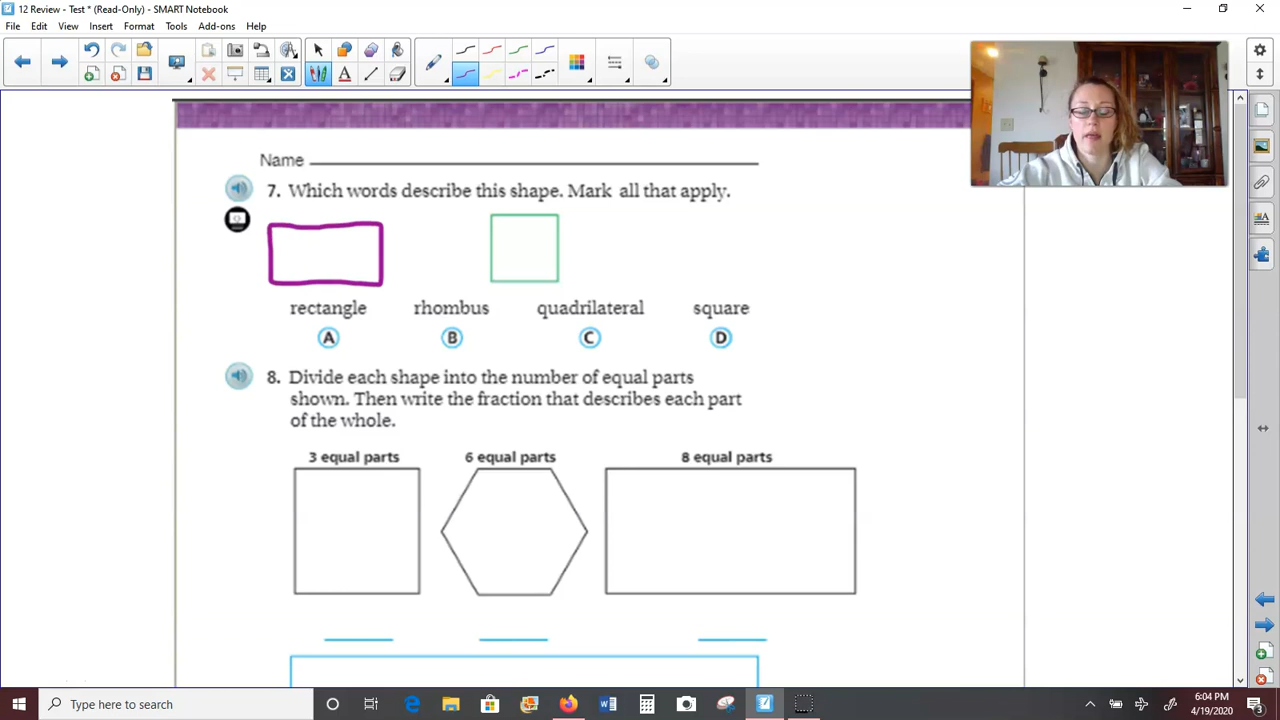 12 Review - Test * (Read-Only) - SMART Notebook
File Edit View Insert Format Tools Add-ons Help
Name
7. Which words describe this shape. Mark all that apply.
rectangle rhombus quadrilateral square
A B C D
8. Divide each shape into the number of equal parts
shown. Then write the fraction that describes each part
of the whole.
3 equal parts 6 equal parts 8 equal parts
Type here to search
6:04 PM
4/19/2020